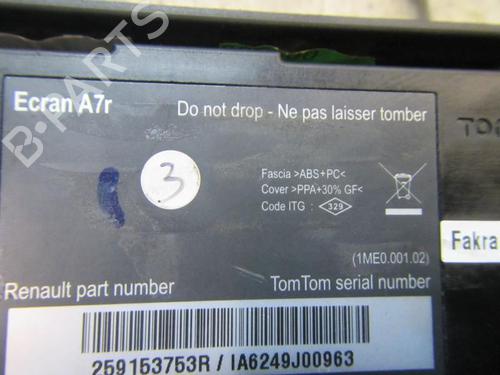 Ecran A7r
Do not drop - Ne pas laisser tomber
3
Fascia >ABS+PC<
Cover >PPA+30% GF<
Code ITG : 329
Fakra
(1ME0.001.02)
Renault part number
TomTom serial number
259153753R / IA6249J00963
B-PARTS